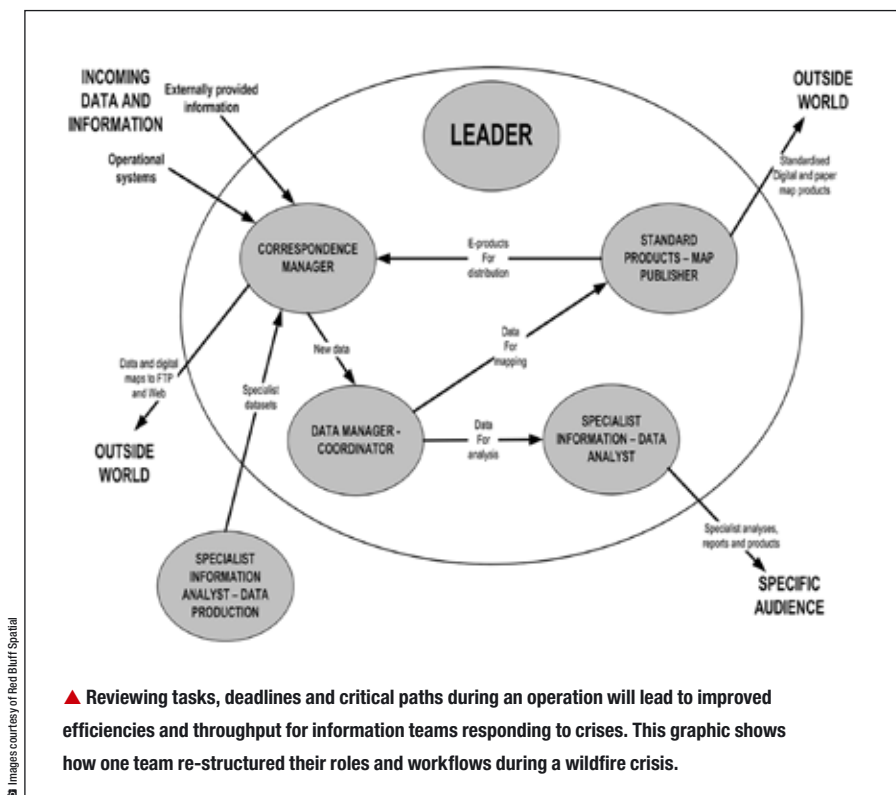 INCOMING
DATA AND
INFORMATION
Externally provided
information
Operational
systems
LEADER
OUTSIDE
WORLD
Standardised
Digital and paper
map products
CORRESPONDENCE
MANAGER
E-products
For
distribution
STANDARD
PRODUCTS – MAP
PUBLISHER
New data
Data
For
mapping
Data and digital
maps to FTP
and Web
Specialist
datasets
OUTSIDE
WORLD
DATA MANAGER -
COORDINATOR
Data
For
analysis
SPECIALIST
INFORMATION – DATA
ANALYST
Specialist analyses,
reports and products
SPECIFIC
AUDIENCE
SPECIALIST
INFORMATION
ANALYST – DATA
PRODUCTION
Images courtesy of Red Bluff Spatial
▲ Reviewing tasks, deadlines and critical paths during an operation will lead to improved
efficiencies and throughput for information teams responding to crises. This graphic shows
how one team re-structured their roles and workflows during a wildfire crisis.